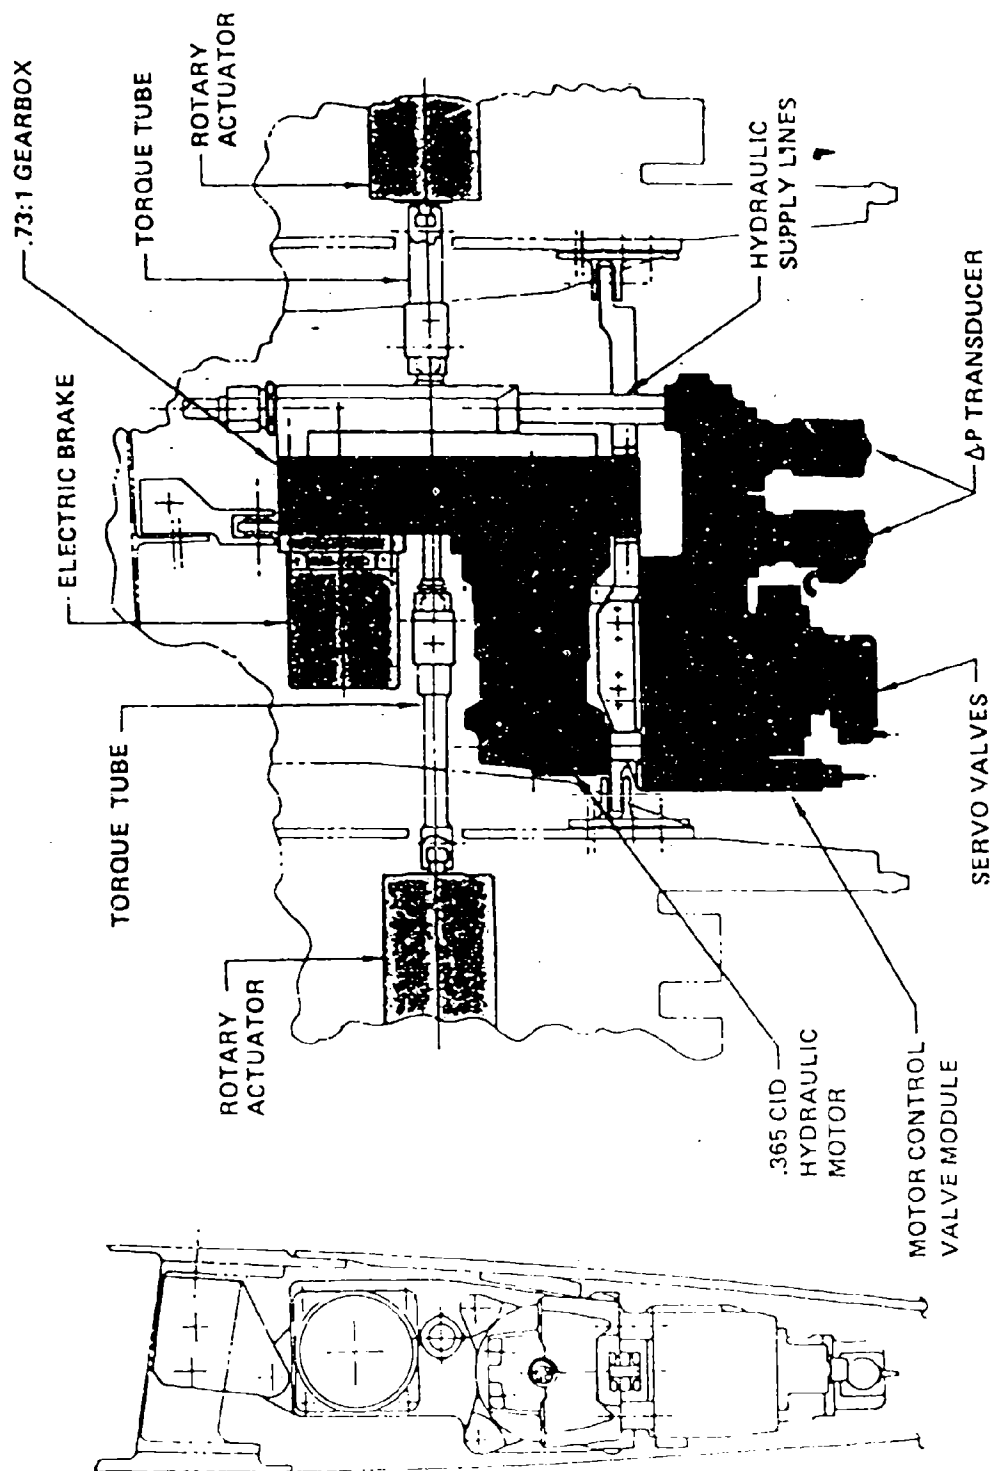 .73:1 GEARBOX
TORQUE TUBE
ROTARY
ACTUATOR
ELECTRIC BRAKE
TORQUE TUBE
ROTARY
ACTUATOR
HYDRAULIC
SUPPLY LINES
ΔP TRANSDUCER
SERVO VALVES
.365 CID
HYDRAULIC
MOTOR
MOTOR CONTROL
VALVE MODULE